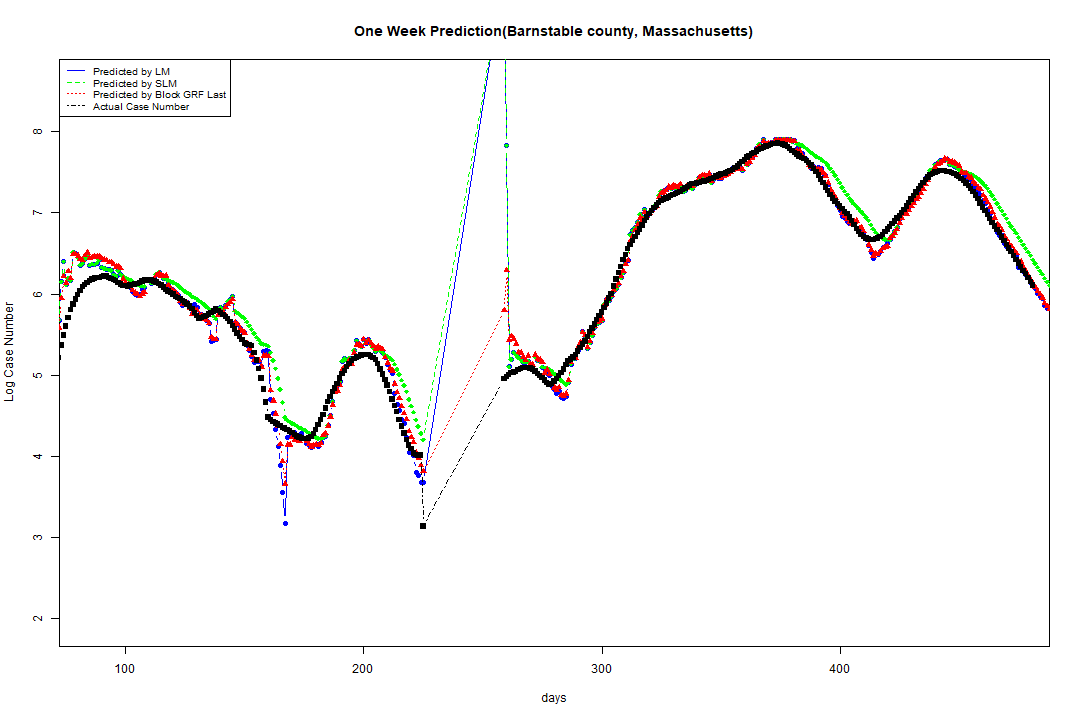 One Week Prediction(Barnstable county, Massachusetts)
Predicted by LM
Predicted by SLM
Predicted by Block GRF Last
Actual Case Number
Log Case Number
8
7
6
5
4
3
2
100 200 300 400
days